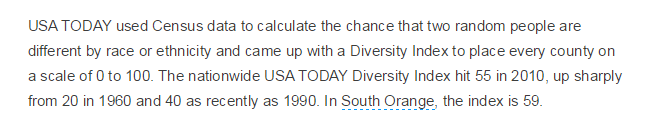 USA TODAY used Census data to calculate the chance that two random people are
different by race or ethnicity and came up with a Diversity Index to place every county on
a scale of 0 to 100. The nationwide USA TODAY Diversity Index hit 55 in 2010, up sharply
from 20 in 1960 and 40 as recently as 1990. In South Orange, the index is 59.